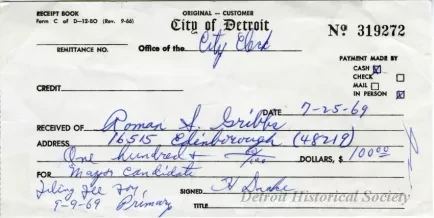 RECEIPT BOOK
Form C of D-12-80 (Rev. 9-66)
ORIGINAL - CUSTOMER
City of Detroit
Nº 319272
REMITTANCE NO.
Office of the City Clerk
PAYMENT MADE BY
CASH
CHECK
MAIL
IN PERSON
CREDIT
DATE 7-25-69
RECEIVED OF Roman S. Gribbs
ADDRESS 16515 Edinborough (48219)
One hundred & DOLLARS, $ 100.00
FOR Mayor Candidate
Filing Fee for
9-9-69 Primary
SIGNED H Drake
TITLE
Detroit Historical Society